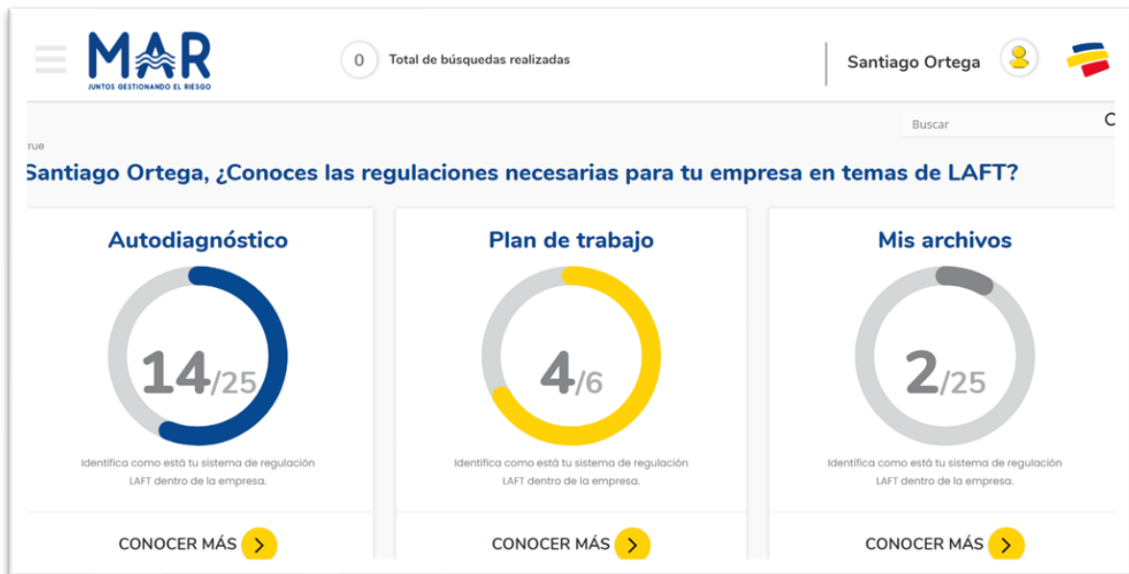 MAR
JUNTOS GESTIONANDO EL RIESGO
0 Total de búsquedas realizadas
Santiago Ortega
Buscar
rue
Santiago Ortega, ¿Conoces las regulaciones necesarias para tu empresa en temas de LAFT?
Autodiagnóstico
14/25
Identifica como está tu sistema de regulación
LAFT dentro de la empresa.
CONOCER MÁS
Plan de trabajo
4/6
Identifica como está tu sistema de regulación
LAFT dentro de la empresa.
CONOCER MÁS
Mis archivos
2/25
Identifica como está tu sistema de regulación
LAFT dentro de la empresa.
CONOCER MÁS